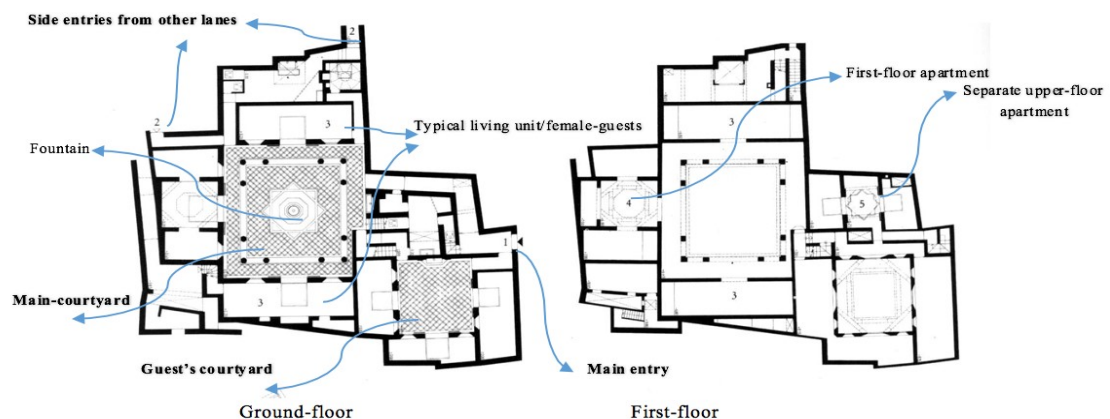 Side entries from other lanes
2
2
3
Typical living unit/female-guests
Fountain
1
Main-courtyard
3
Guest's courtyard
Main entry
Ground-floor
First-floor apartment
Separate upper-floor
apartment
3
4
5
3
First-floor